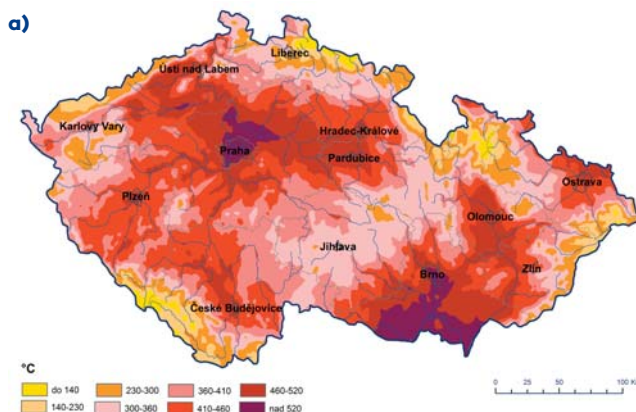 a)
Liberec
Ústí nad Labem
Karlovy Vary
Hradec-Králové
Praha
Pardubice
Ostrava
Plzeň
Olomouc
Jihlava
Brno
Zlín
České Budějovice
°C
do 140
230-300
360-410
460-520
140-230
300-360
410-460
nad 520
0 25 50 100